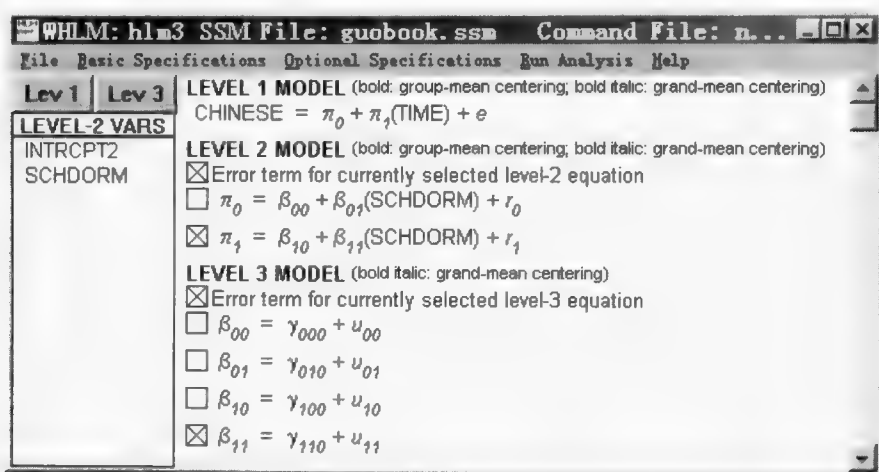 WHLM: hlm3 SSM File: guobook.ssm Command File: n...
File Basic Specifications Optional Specifications Run Analysis Help
Lev 1 Lev 3
LEVEL-2 VARS
INTRCPT2
SCHDORM
LEVEL 1 MODEL (bold: group-mean centering; bold italic: grand-mean centering)
CHINESE = π₀ + π₁(TIME) + e
LEVEL 2 MODEL (bold: group-mean centering; bold italic: grand-mean centering)
Error term for currently selected level-2 equation
π₀ = β₀₀ + β₀₁(SCHDORM) + r₀
π₁ = β₁₀ + β₁₁(SCHDORM) + r₁
LEVEL 3 MODEL (bold italic: grand-mean centering)
Error term for currently selected level-3 equation
β₀₀ = γ₀₀₀ + u₀₀
β₀₁ = γ₀₁₀ + u₀₁
β₁₀ = γ₁₀₀ + u₁₀
β₁₁ = γ₁₁₀ + u₁₁